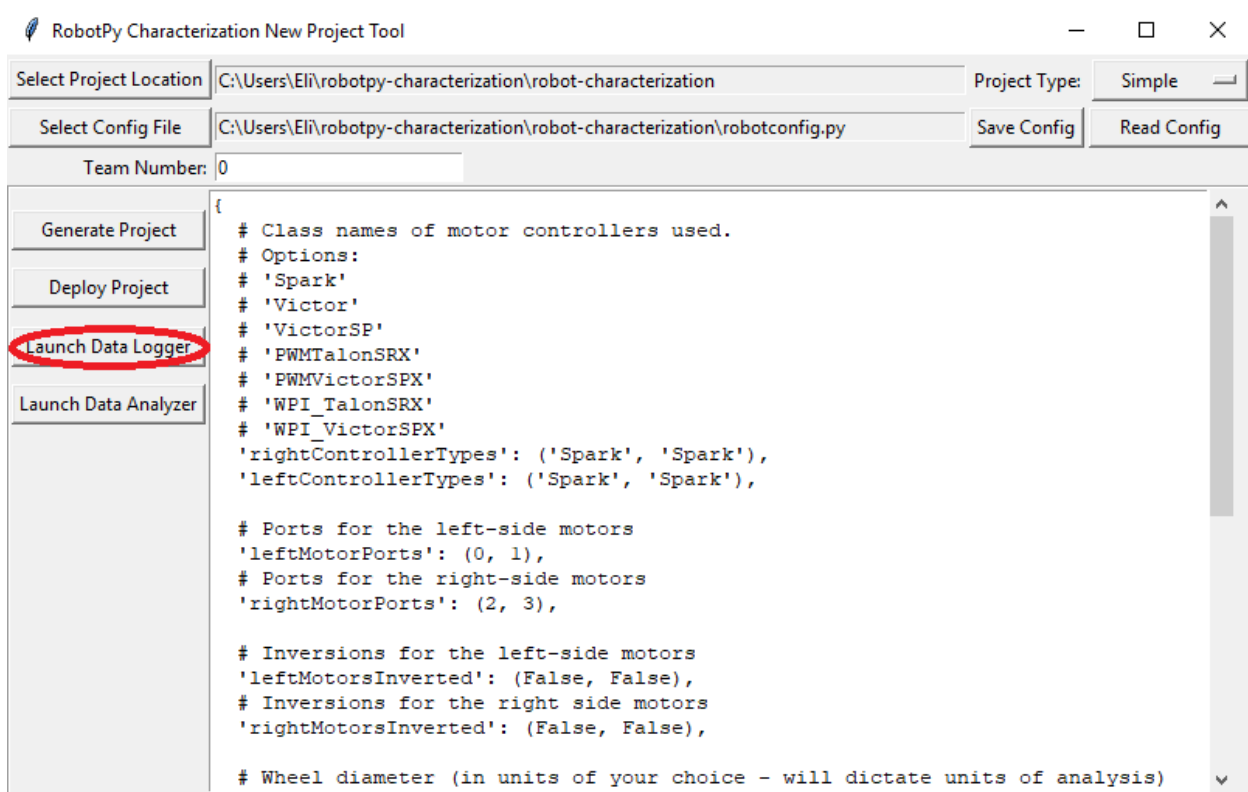 RobotPy Characterization New Project Tool
Select Project Location C:\Users\Eli\robotpy-characterization\robot-characterization Project Type: Simple
Select Config File C:\Users\Eli\robotpy-characterization\robot-characterization\robotconfig.py Save Config Read Config
Team Number: 0
Generate Project
Deploy Project
Launch Data Logger
Launch Data Analyzer
{
# Class names of motor controllers used.
# Options:
# 'Spark'
# 'Victor'
# 'VictorSP'
# 'PWMTalonSRX'
# 'PWMVictorSPX'
# 'WPI_TalonSRX'
# 'WPI_VictorSPX'
'rightControllerTypes': ('Spark', 'Spark'),
'leftControllerTypes': ('Spark', 'Spark'),
# Ports for the left-side motors
'leftMotorPorts': (0, 1),
# Ports for the right-side motors
'rightMotorPorts': (2, 3),
# Inversions for the left-side motors
'leftMotorsInverted': (False, False),
# Inversions for the right side motors
'rightMotorsInverted': (False, False),
# Wheel diameter (in units of your choice - will dictate units of analysis)